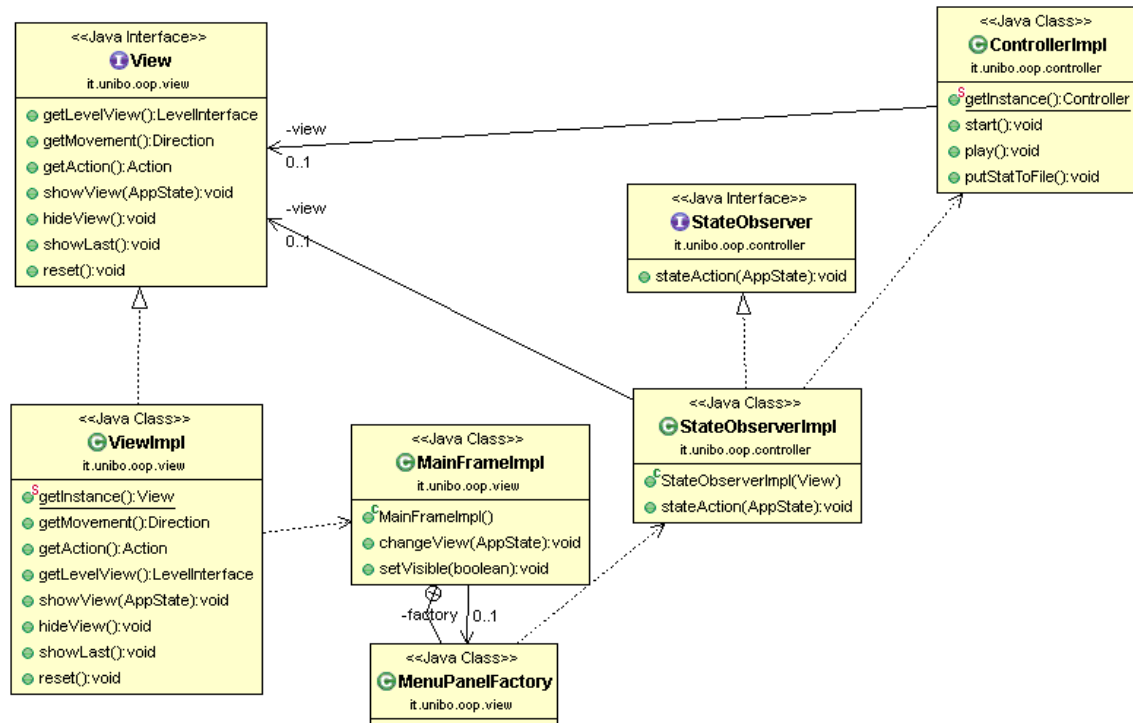 <<Java Interface>>
View
it.unibo.oop.view
getLevelView():LevelInterface
getMovement():Direction
getAction():Action
showView(AppState):void
hideView():void
showLast():void
reset():void
<<Java Class>>
ControllerImpl
it.unibo.oop.controller
getInstance():Controller
start():void
play():void
putStatToFile():void
-view
0..1
-view
0..1
<<Java Interface>>
StateObserver
it.unibo.oop.controller
stateAction(AppState):void
<<Java Class>>
ViewImpl
it.unibo.oop.view
getInstance():View
getMovement():Direction
getAction():Action
getLevelView():LevelInterface
showView(AppState):void
hideView():void
showLast():void
reset():void
<<Java Class>>
MainFrameImpl
it.unibo.oop.view
MainFrameImpl()
changeView(AppState):void
setVisible(boolean):void
<<Java Class>>
StateObserverImpl
it.unibo.oop.controller
StateObserverImpl(View)
stateAction(AppState):void
-factory 0..1
<<Java Class>>
MenuPanelFactory
it.unibo.oop.view